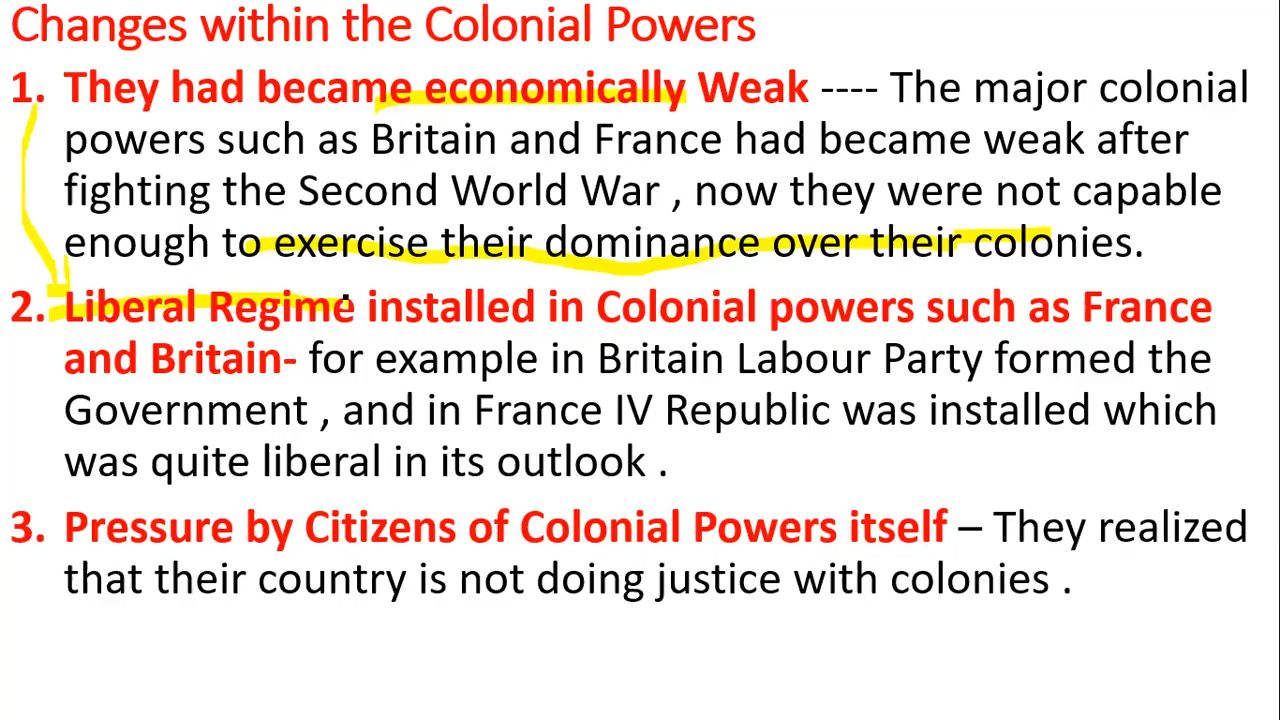 Changes within the Colonial Powers
1. They had became economically Weak ---- The major colonial
powers such as Britain and France had became weak after
fighting the Second World War , now they were not capable
enough to exercise their dominance over their colonies.
2. Liberal Regime installed in Colonial powers such as France
and Britain- for example in Britain Labour Party formed the
Government , and in France IV Republic was installed which
was quite liberal in its outlook .
3. Pressure by Citizens of Colonial Powers itself – They realized
that their country is not doing justice with colonies .